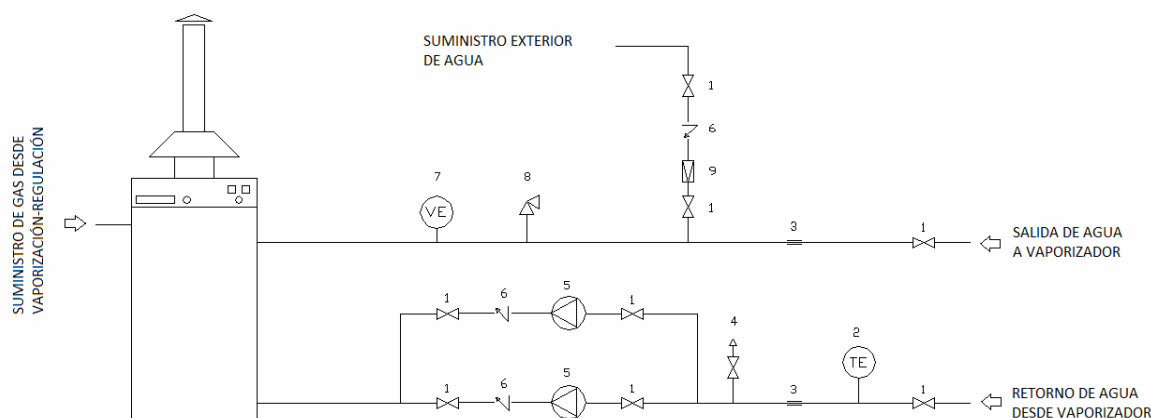 SUMINISTRO EXTERIOR
DE AGUA
1
6
9
1
7
8
VE
3
1
SALIDA DE AGUA
A VAPORIZADOR
SUMINISTRO DE GAS DESDE
VAPORIZACIÓN-REGULACIÓN
1
6
5
1
4
2
TE
1
6
5
1
3
1
RETORNO DE AGUA
DESDE VAPORIZADOR